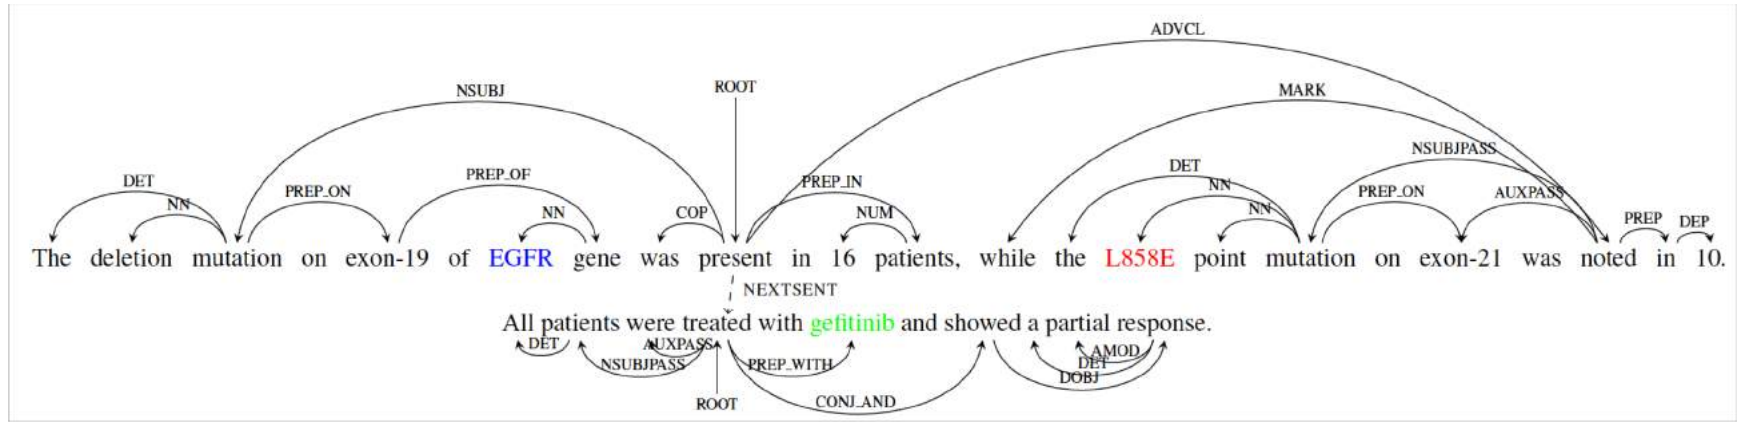 ADVCL
ROOT
NSUBJ
MARK
NSUBJPASS
DET
PREP_OF
PREP_IN
DET
NN
PREP_ON
NN
COP
NUM
NN
NN
PREP_ON
AUXPASS
PREP
DEP
The deletion mutation on exon-19 of EGFR gene was present in 16 patients, while the L858E point mutation on exon-21 was noted in 10.
NEXTSENT
All patients were treated with gefitinib and showed a partial response.
DET
AUXPASS
AMOD
NSUBJPASS
PREP_WITH
DET
DOBJ
ROOT
CONJ_AND